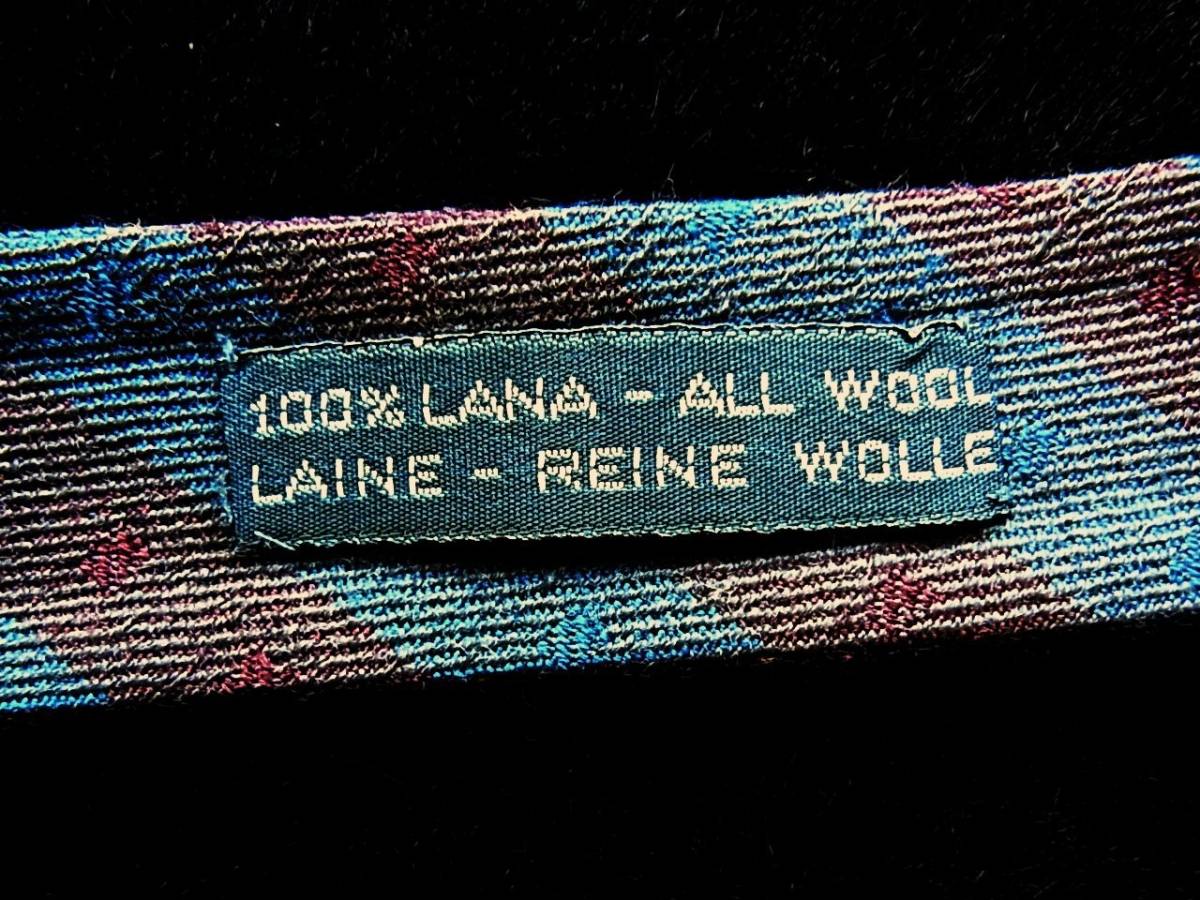 100% LANA - ALL WOOL
LAINE - REINE WOLLE